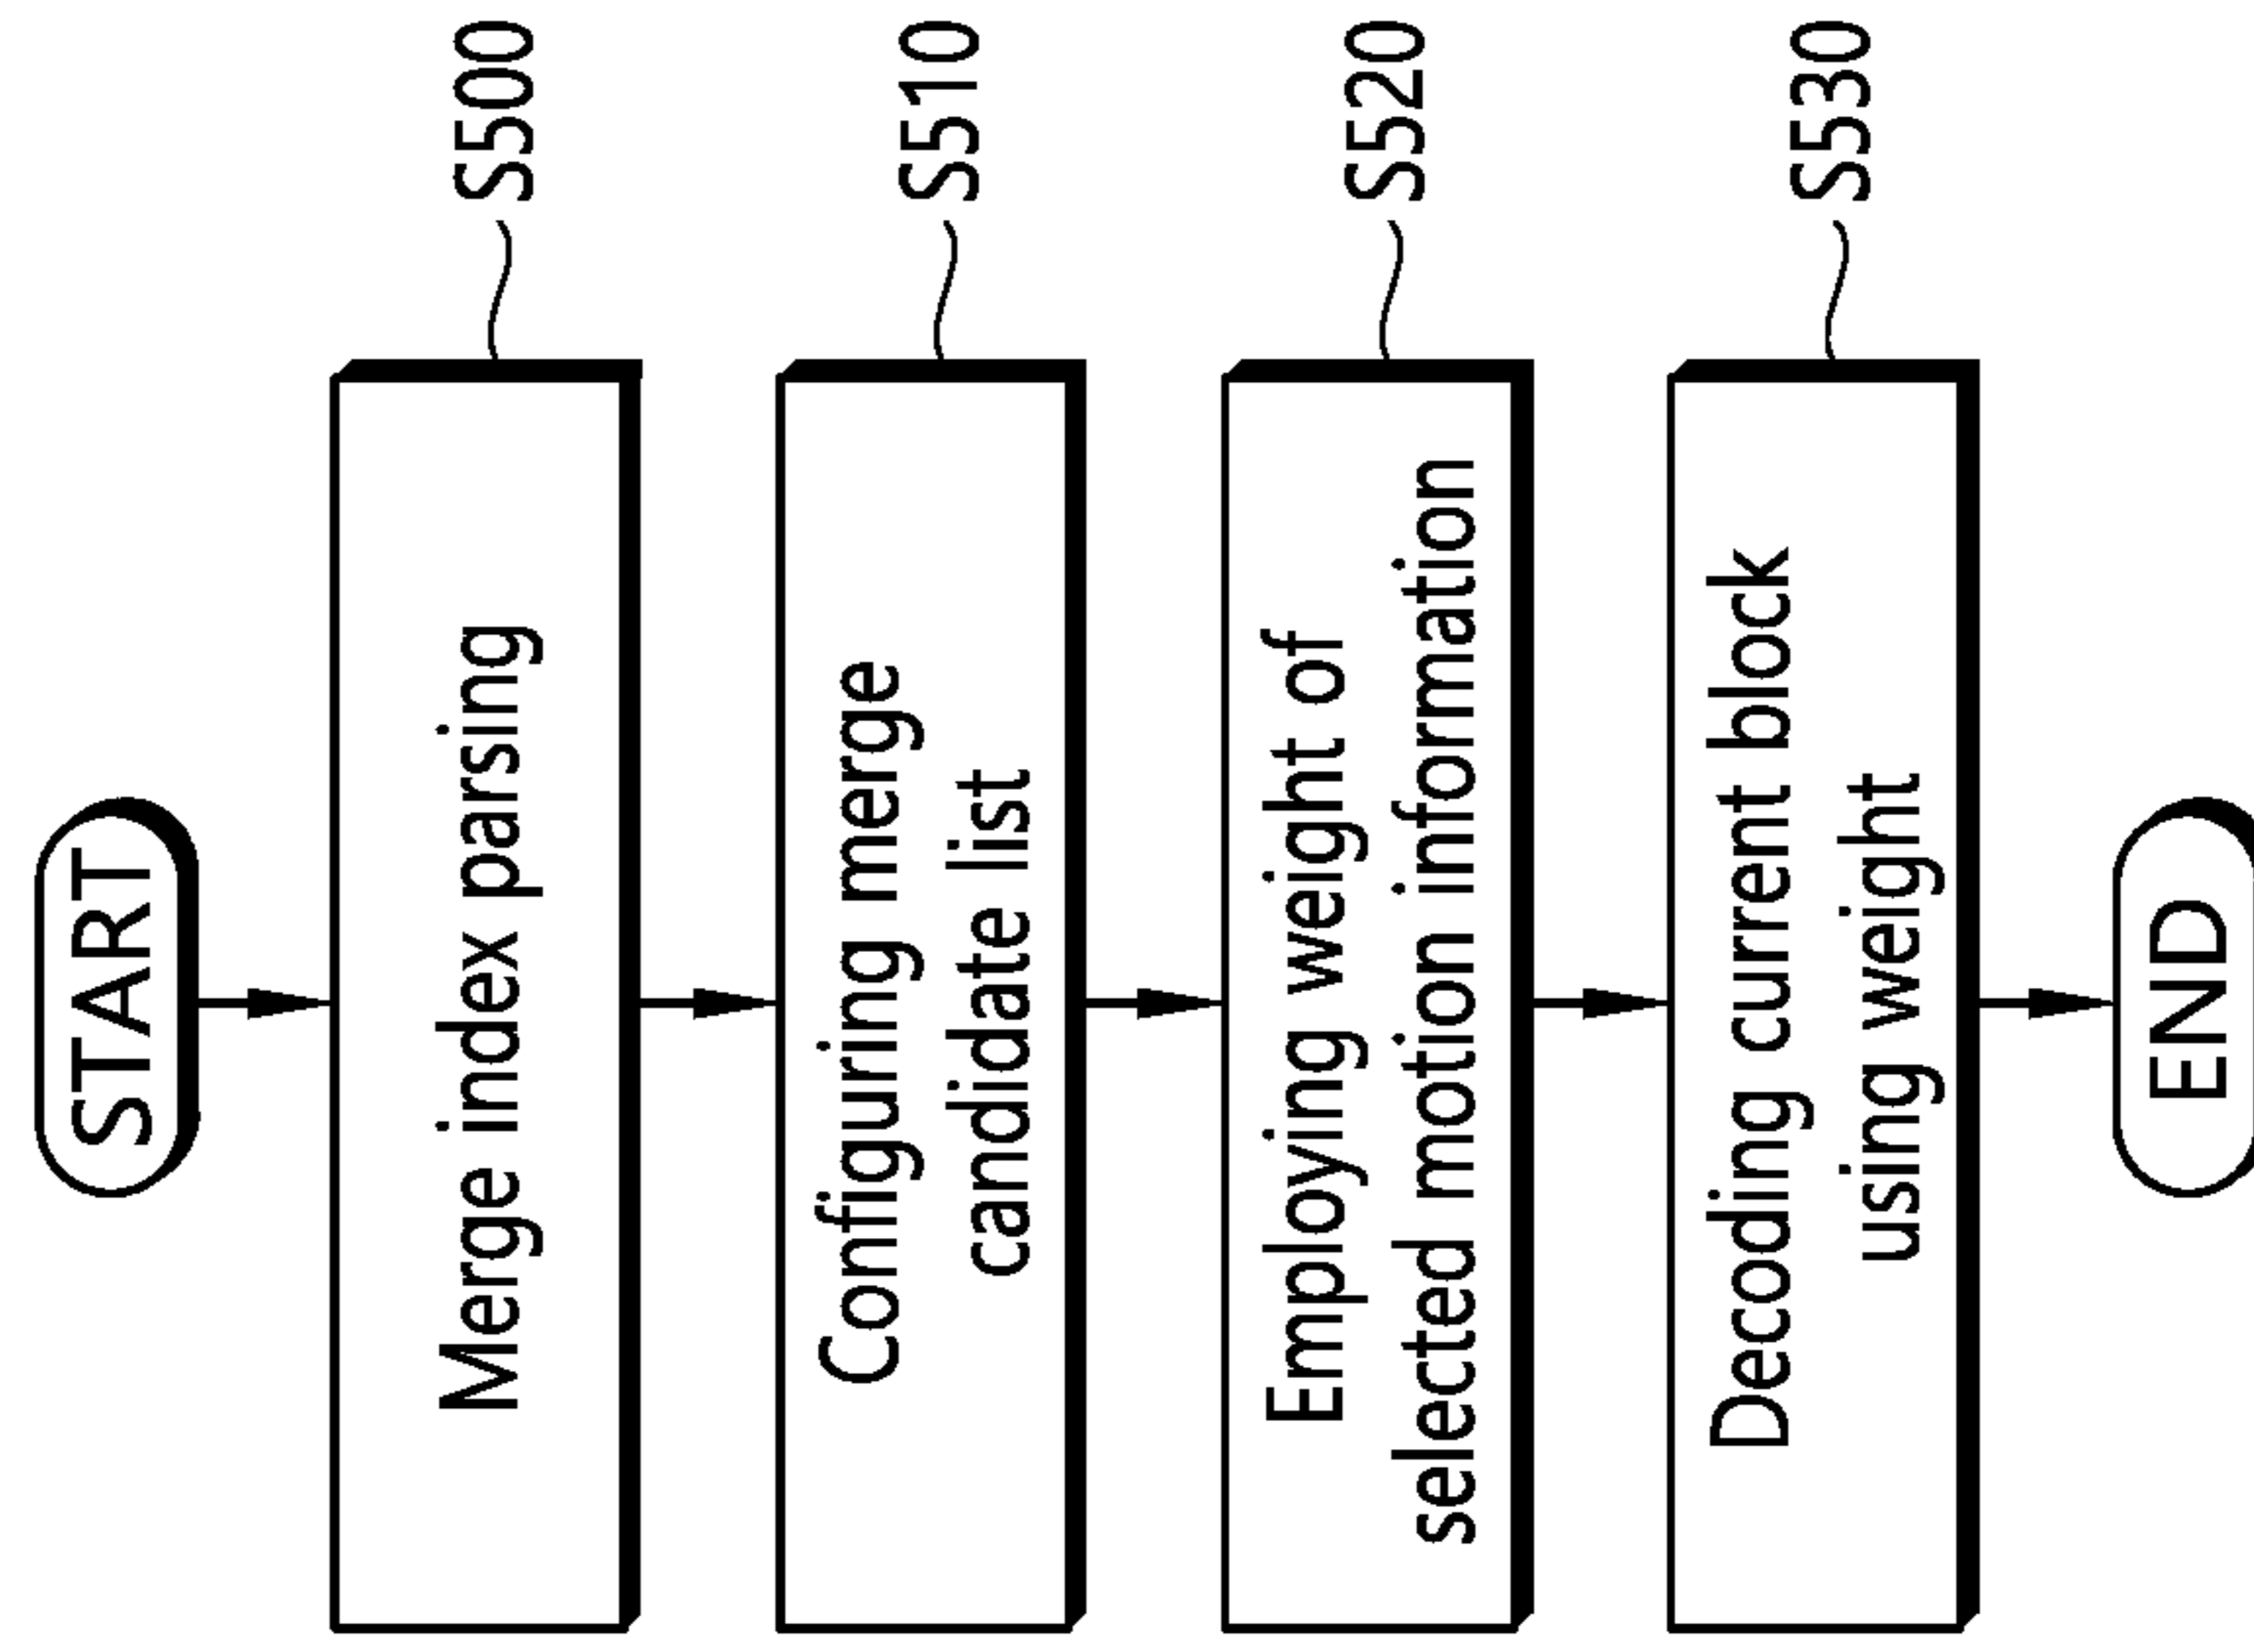 START
Merge index parsing
S500
Configuring merge
candidate list
S510
Employing weight of
selected motion information
S520
Decoding current block
using weight
S530
END